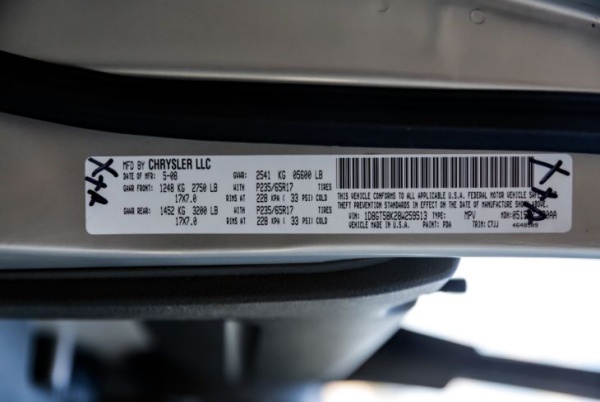 MFD BY CHRYSLER LLC
DATE OF MFR: 5-08 GVWR: 2541 KG 05600 LB
GAWR FRONT: 1248 KG 2750 LB WITH P235/65R17 TIRES
17X7.0 RIMS AT 228 KPA ( 33 PSI) COLD
GAWR REAR: 1452 KG 3200 LB WITH P235/65R17 TIRES
17X7.0 RIMS AT 228 KPA ( 33 PSI) COLD
THIS VEHICLE CONFORMS TO ALL APPLICABLE U.S.A. FEDERAL MOTOR VEHICLE
THEFT PREVENTION STANDARDS IN EFFECT ON THE DATE OF MANUFACTURE SHOWN ABOVE.
VIN: 1D8GT58K28W259513 TYPE: MPV MDH:
VEHICLE MADE IN U.S.A. PAINT: PDA TRIM: